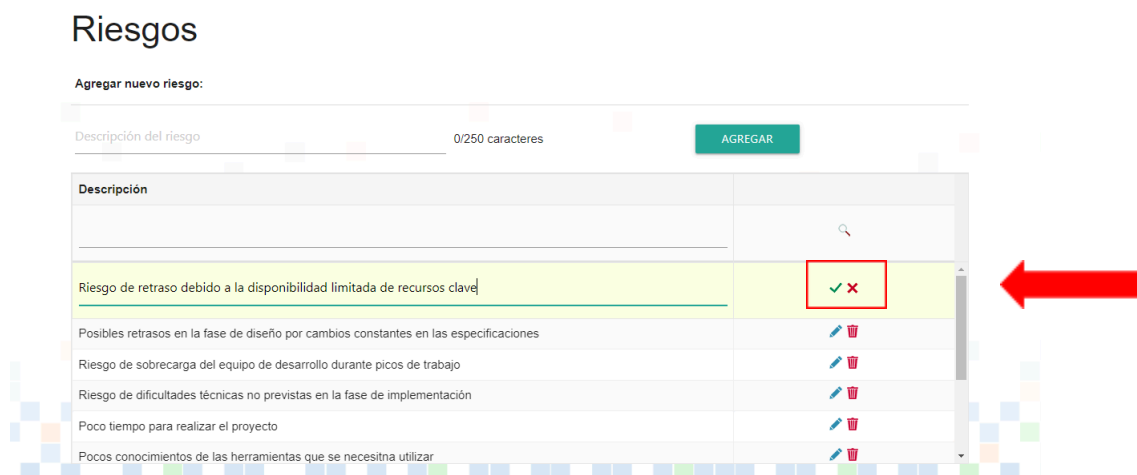 Riesgos
Agregar nuevo riesgo:
Descripción del riesgo
0/250 caracteres
AGREGAR
Descripción
Riesgo de retraso debido a la disponibilidad limitada de recursos clave
Posibles retrasos en la fase de diseño por cambios constantes en las especificaciones
Riesgo de sobrecarga del equipo de desarrollo durante picos de trabajo
Riesgo de dificultades técnicas no previstas en la fase de implementación
Poco tiempo para realizar el proyecto
Pocos conocimientos de las herramientas que se necesitna utilizar